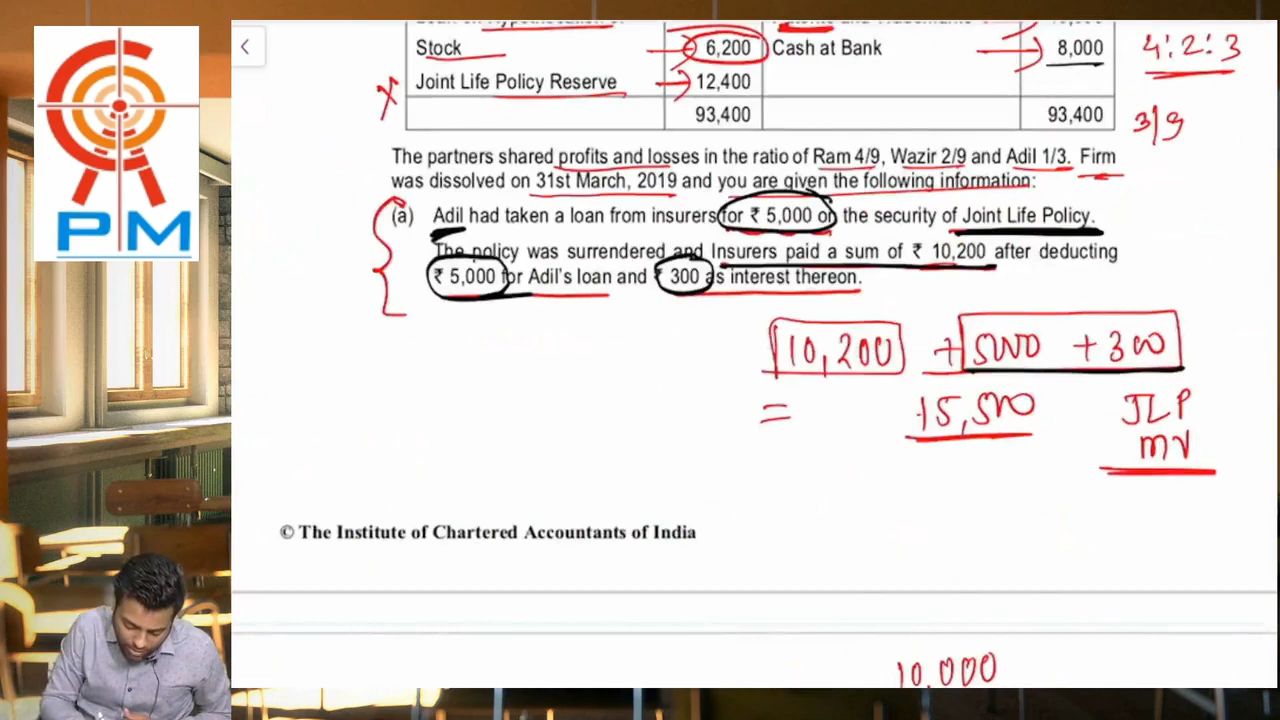 Stock 6,200 Cash at Bank 8,000 4:2:3
Joint Life Policy Reserve 12,400
93,400 93,400 3/9
The partners shared profits and losses in the ratio of Ram 4/9, Wazir 2/9 and Adil 1/3. Firm
was dissolved on 31st March, 2019 and you are given the following information:
(a) Adil had taken a loan from insurers for ₹ 5,000 on the security of Joint Life Policy.
The policy was surrendered and Insurers paid a sum of ₹ 10,200 after deducting
₹ 5,000 for Adil's loan and ₹ 300 as interest thereon.
10,200 + 5000 + 300
= 15,500 JLP
MV
© The Institute of Chartered Accountants of India
10,000
PM